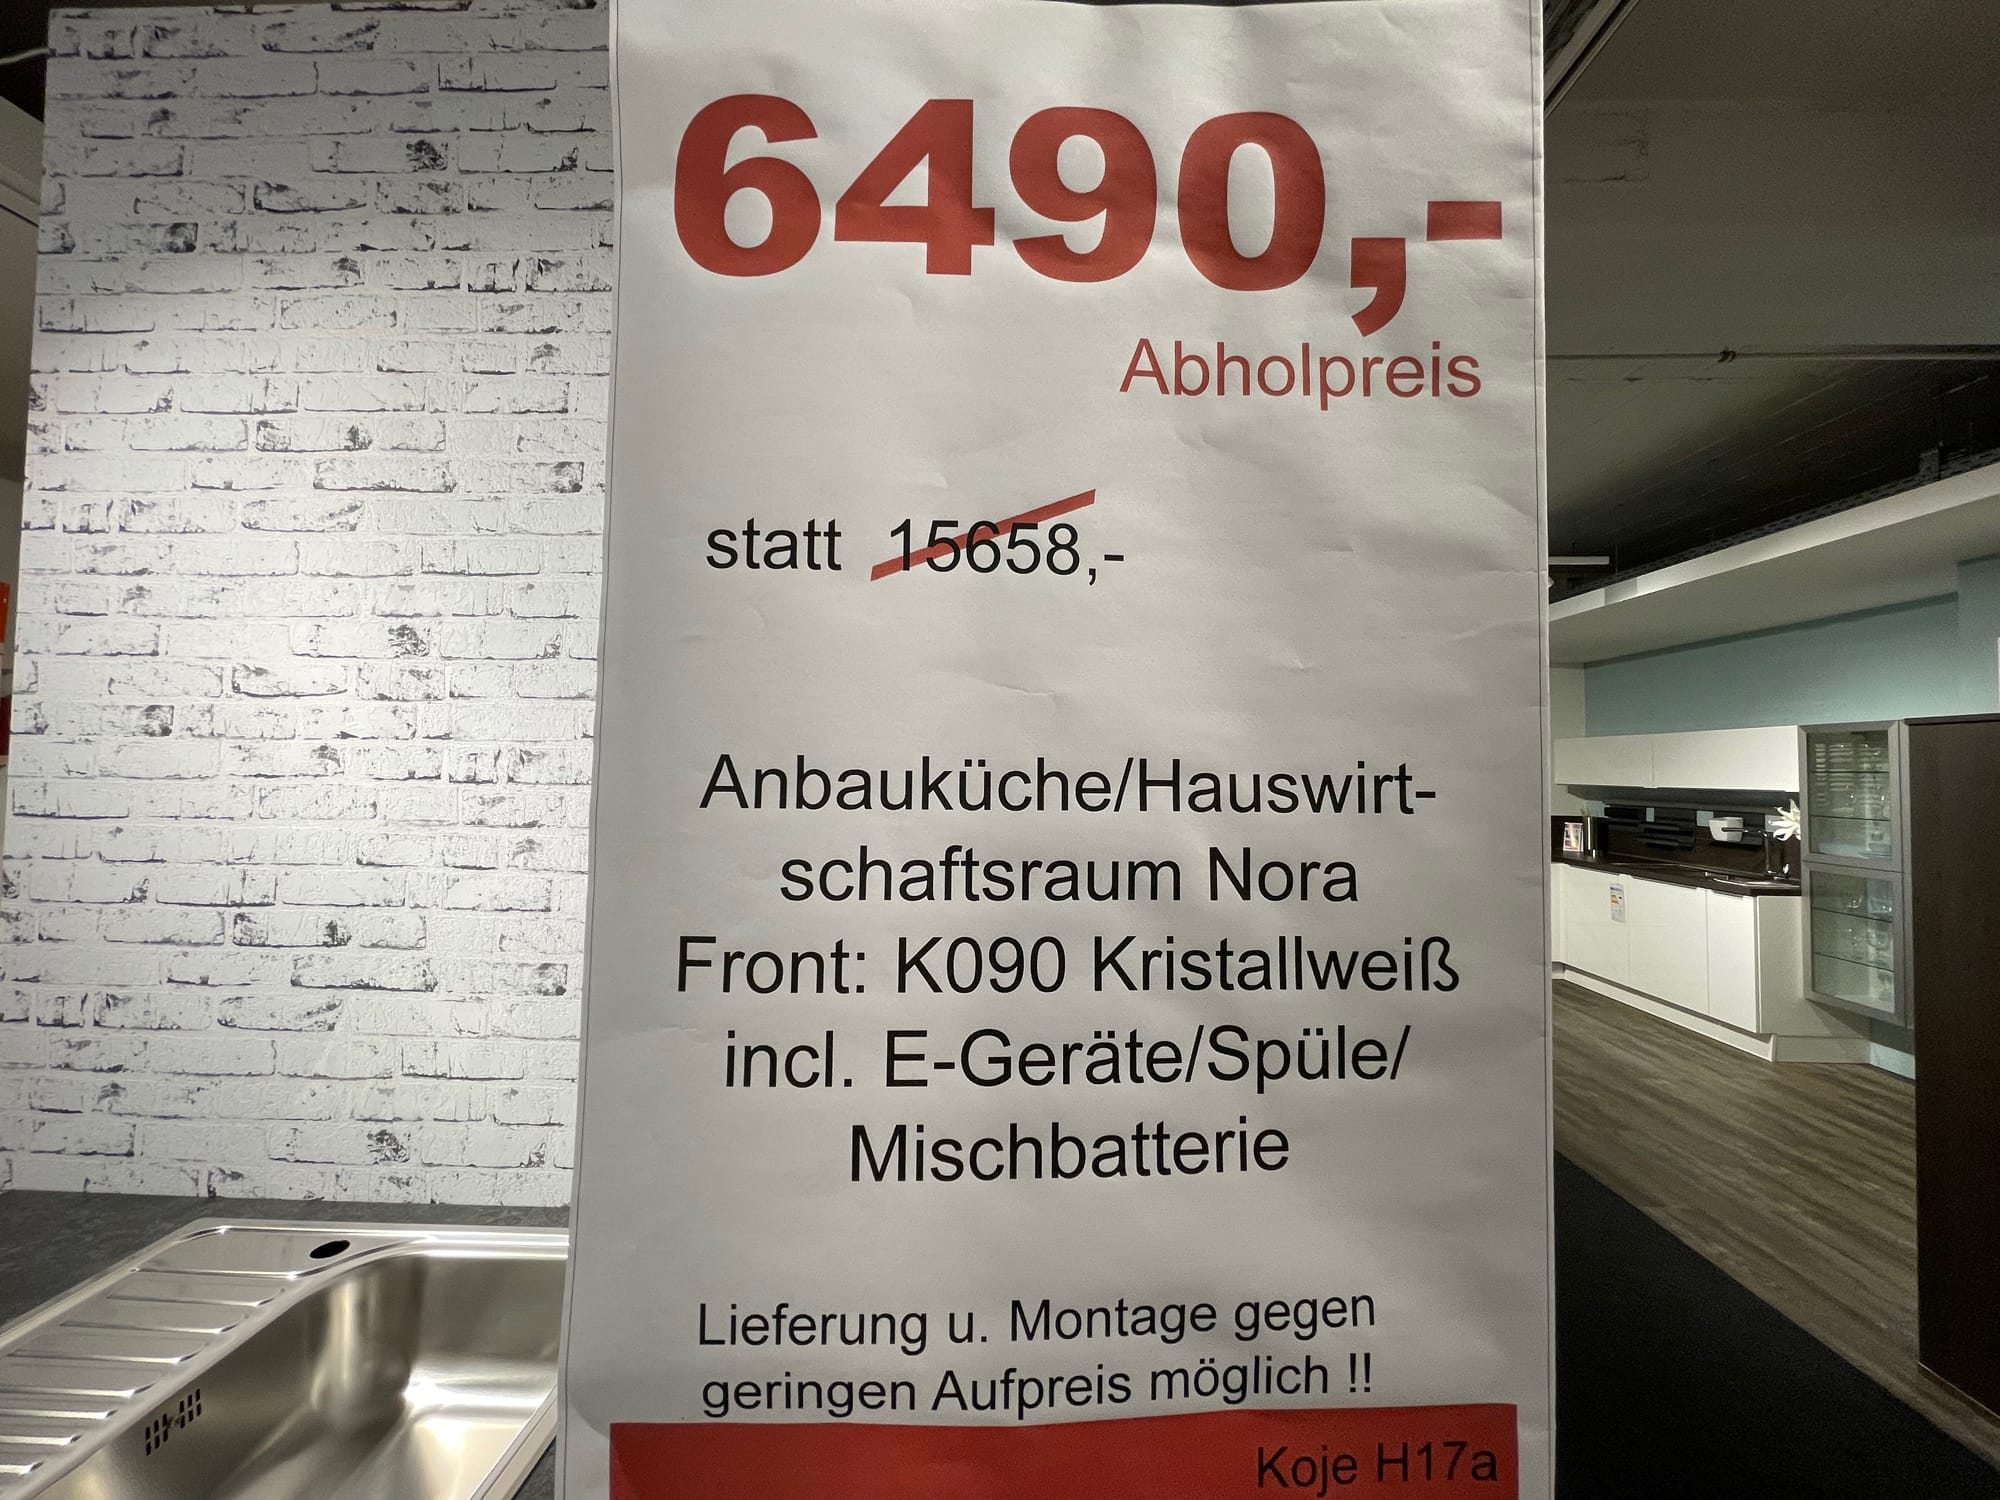 6490,-
Abholpreis
statt 15658,-
Anbauküche/Hauswirt-
schaftsraum Nora
Front: K090 Kristallweiß
incl. E-Geräte/Spüle/
Mischbatterie
Lieferung u. Montage gegen
geringen Aufpreis möglich !!
Koje H17a